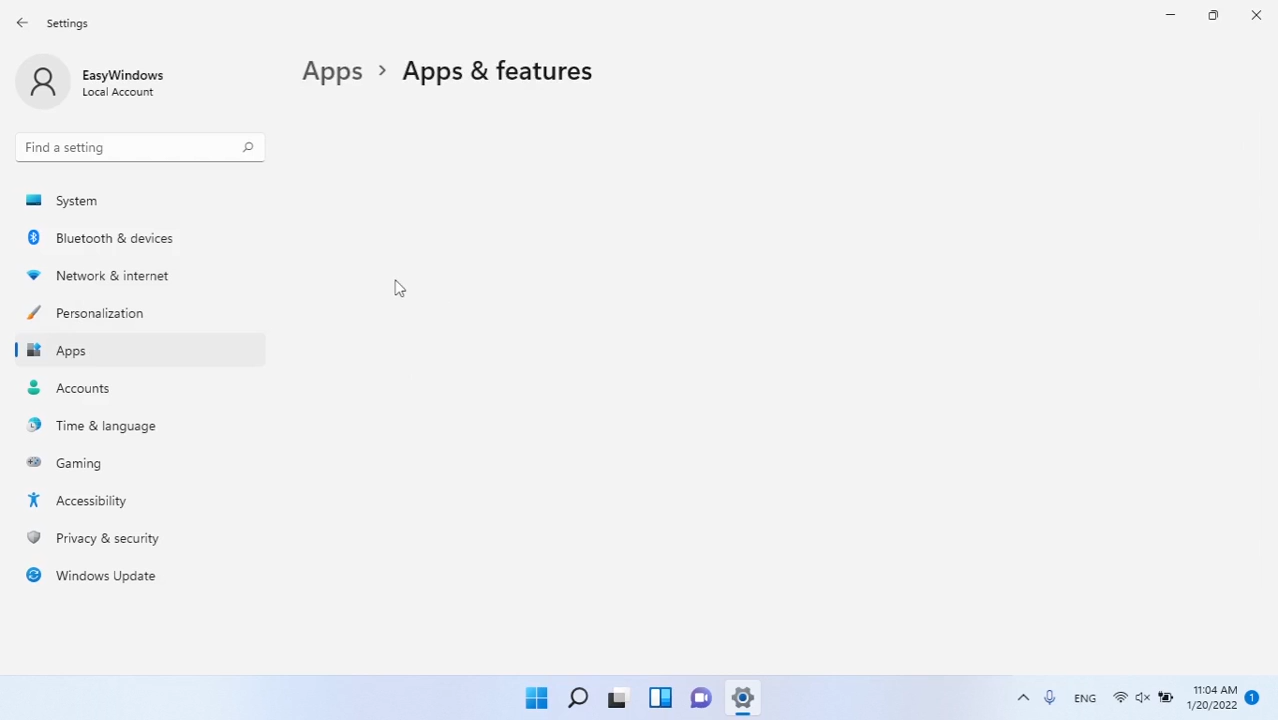 Settings
EasyWindows
Local Account
Apps > Apps & features
Find a setting
System
Bluetooth & devices
Network & internet
Personalization
Apps
Accounts
Time & language
Gaming
Accessibility
Privacy & security
Windows Update
ENG
11:04 AM
1/20/2022
1